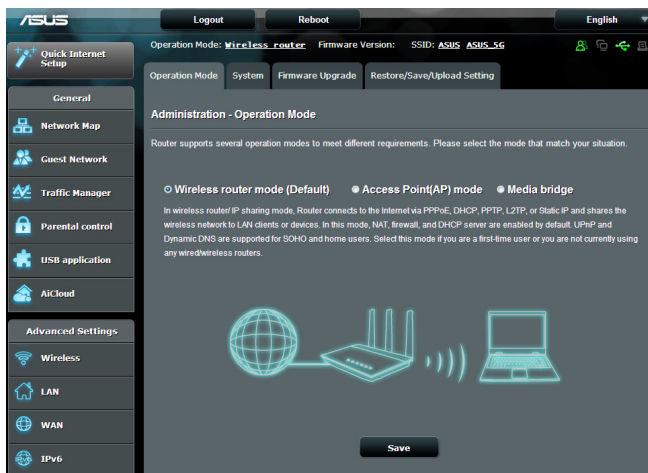 ASUS
Logout
Reboot
English
Quick Internet
Setup
Operation Mode: Wireless router Firmware Version: SSID: ASUS ASUS_5G
Operation Mode
System
Firmware Upgrade
Restore/Save/Upload Setting
General
Network Map
Guest Network
Traffic Manager
Parental control
USB application
AiCloud
Advanced Settings
Wireless
LAN
WAN
IPv6
Administration - Operation Mode
Router supports several operation modes to meet different requirements. Please select the mode that match your situation.
Wireless router mode (Default)
Access Point(AP) mode
Media bridge
In wireless router/ IP sharing mode, Router connects to the Internet via PPPoE, DHCP, PPTP, L2TP, or Static IP and shares the
wireless network to LAN clients or devices. In this mode, NAT, firewall, and DHCP server are enabled by default. UPnP and
Dynamic DNS are supported for SOHO and home users. Select this mode if you are a first-time user or you are not currently using
any wired/wireless routers.
Save